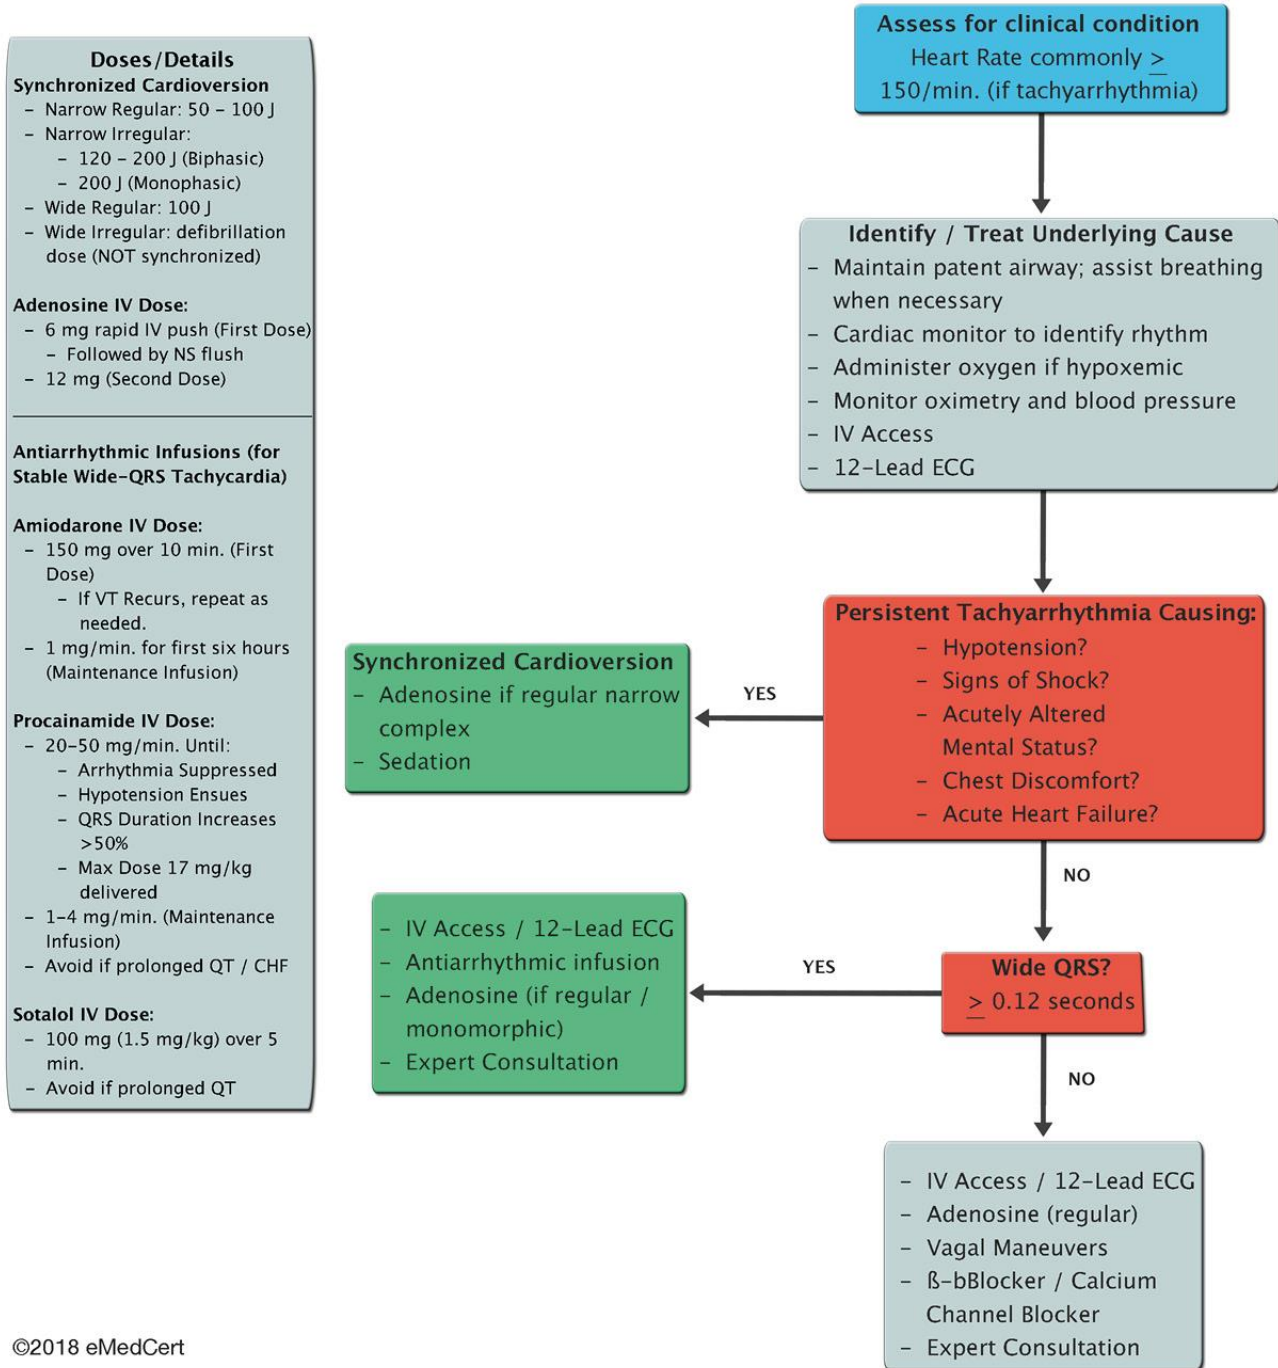 Doses/Details
Synchronized Cardioversion
– Narrow Regular: 50 – 100 J
– Narrow Irregular:
– 120 – 200 J (Biphasic)
– 200 J (Monophasic)
– Wide Regular: 100 J
– Wide Irregular: defibrillation
dose (NOT synchronized)
Adenosine IV Dose:
– 6 mg rapid IV push (First Dose)
– Followed by NS flush
– 12 mg (Second Dose)
Antiarrhythmic Infusions (for
Stable Wide-QRS Tachycardia)
Amiodarone IV Dose:
– 150 mg over 10 min. (First
Dose)
– If VT Recurs, repeat as
needed.
– 1 mg/min. for first six hours
(Maintenance Infusion)
Procainamide IV Dose:
– 20–50 mg/min. Until:
– Arrhythmia Suppressed
– Hypotension Ensues
– QRS Duration Increases
>50%
– Max Dose 17 mg/kg
delivered
– 1–4 mg/min. (Maintenance
Infusion)
– Avoid if prolonged QT / CHF
Sotalol IV Dose:
– 100 mg (1.5 mg/kg) over 5
min.
– Avoid if prolonged QT
Assess for clinical condition
Heart Rate commonly ≥
150/min. (if tachyarrhythmia)
Identify / Treat Underlying Cause
– Maintain patent airway; assist breathing
when necessary
– Cardiac monitor to identify rhythm
– Administer oxygen if hypoxemic
– Monitor oximetry and blood pressure
– IV Access
– 12-Lead ECG
Persistent Tachyarrhythmia Causing:
– Hypotension?
– Signs of Shock?
– Acutely Altered
Mental Status?
– Chest Discomfort?
– Acute Heart Failure?
YES
Synchronized Cardioversion
– Adenosine if regular narrow
complex
– Sedation
NO
Wide QRS?
≥ 0.12 seconds
YES
– IV Access / 12-Lead ECG
– Antiarrhythmic infusion
– Adenosine (if regular /
monomorphic)
– Expert Consultation
NO
– IV Access / 12-Lead ECG
– Adenosine (regular)
– Vagal Maneuvers
– ß-bBlocker / Calcium
Channel Blocker
– Expert Consultation
©2018 eMedCert